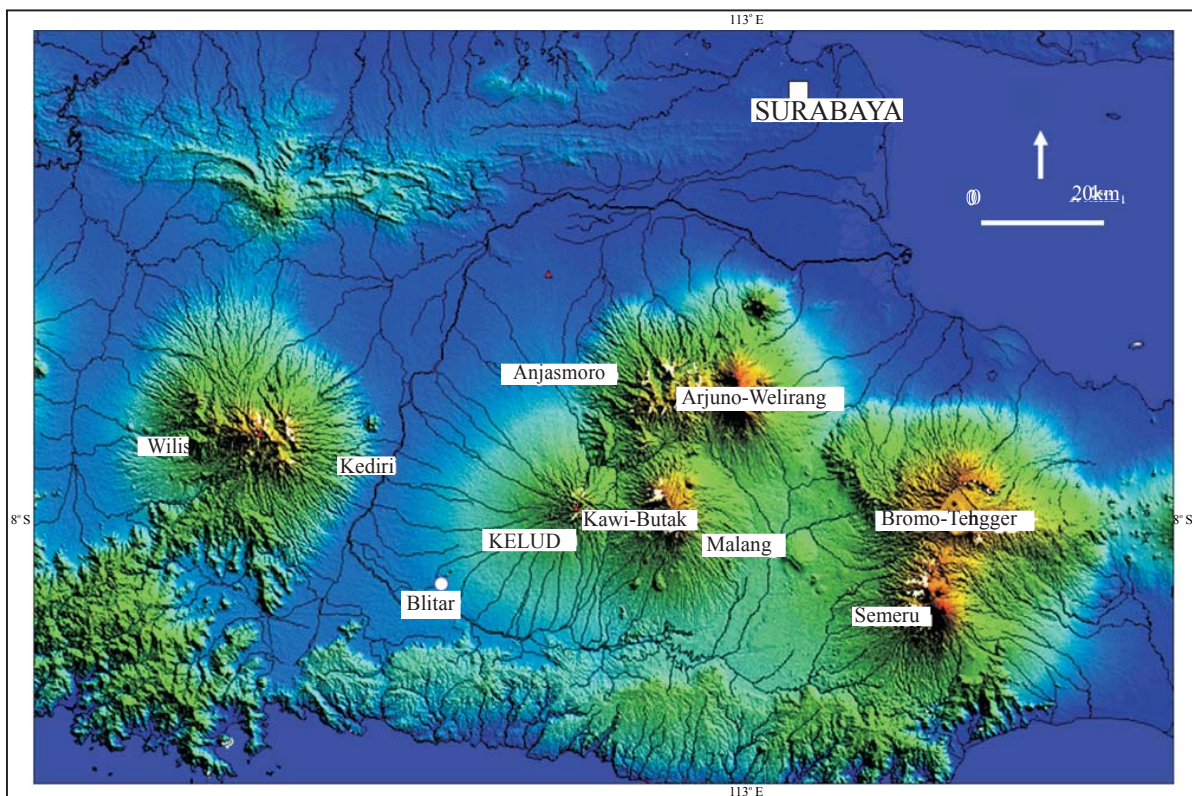 113° E
SURABAYA
0 20km
Anjasmoro
Arjuno-Welirang
Wilis
Kediri
8° S
Kawi-Butak
Bromo-Tengger
8° S
KELUD
Malang
Blitar
Semeru
113° E